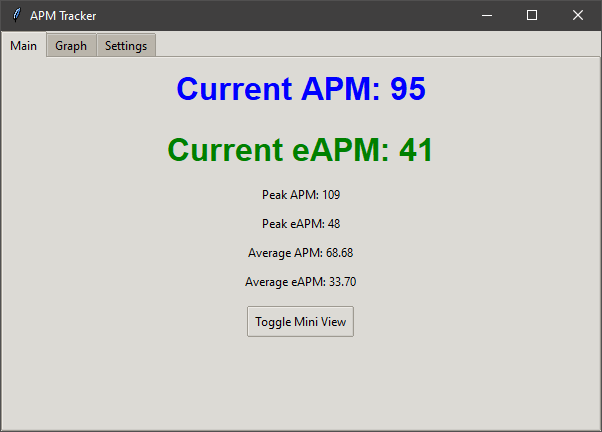 APM Tracker
Main Graph Settings
Current APM: 95
Current eAPM: 41
Peak APM: 109
Peak eAPM: 48
Average APM: 68.68
Average eAPM: 33.70
Toggle Mini View